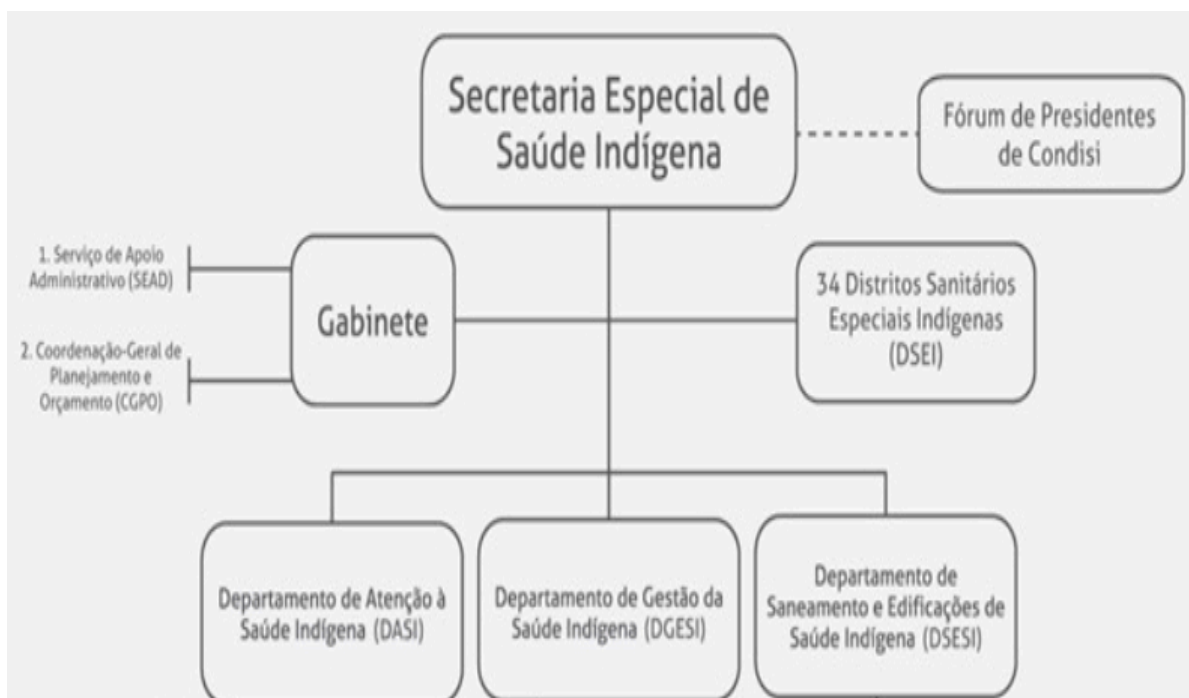 Secretaria Especial de
Saúde Indígena
Fórum de Presidentes
de Condisi
1. Serviço de Apoio
Administrativo (SEAD)
2. Coordenação-Geral de
Planejamento e
Orçamento (CGPO)
Gabinete
34 Distritos Sanitários
Especiais Indígenas
(DSEI)
Departamento de Atenção à
Saúde Indígena (DASI)
Departamento de Gestão da
Saúde Indígena (DGESI)
Departamento de
Saneamento e Edificações de
Saúde Indígena (DSESI)